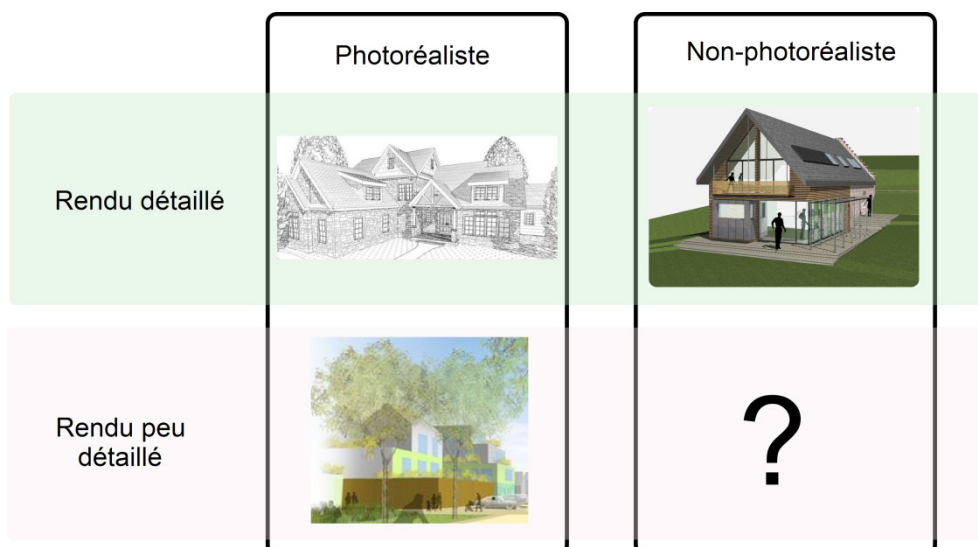 Photoréaliste
Non-photoréaliste
Rendu détaillé
Rendu peu
détaillé
?